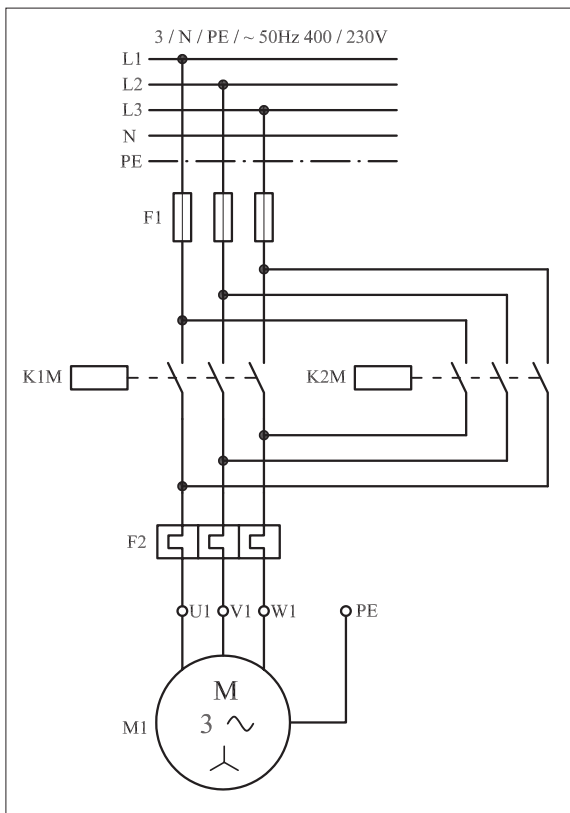 3 / N / PE / ~ 50Hz 400 / 230V
L1
L2
L3
N
PE
F1
K1M
K2M
F2
U1 V1 W1 PE
M
M1
3